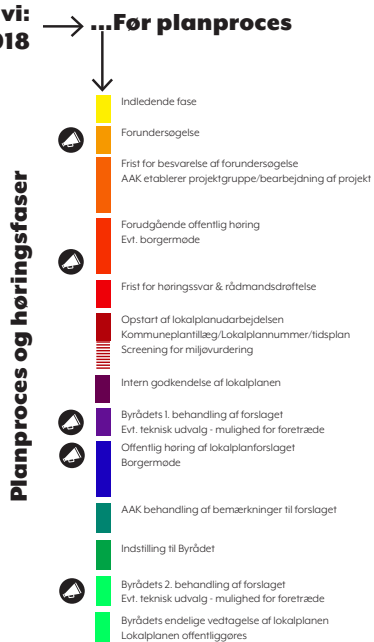 vi:
018
...Før planproces
Planproces og høringsfaser
Indledende fase
Forundersøgelse
Frist for besvarelse af forundersøgelse
AAK etablerer projektgruppe/bearbejdning af projekt
Forudgående offentlig høring
Evt. borgermøde
Frist for høringssvar & rådmandsdrøftelse
Opstart af lokalplanudarbejdelsen
Kommuneplantillæg/Lokalplannummer/tidsplan
Screening for miljøvurdering
Intern godkendelse af lokalplanen
Byrådets 1. behandling af forslaget
Evt. teknisk udvalg - mulighed for foretræde
Offentlig høring af lokalplanforslaget
Borgermøde
AAK behandling af bemærkninger til forslaget
Indstilling til Byrådet
Byrådets 2. behandling af forslaget
Evt. teknisk udvalg - mulighed for foretræde
Byrådets endelige vedtagelse af lokalplanen
Lokalplanen offentliggøres